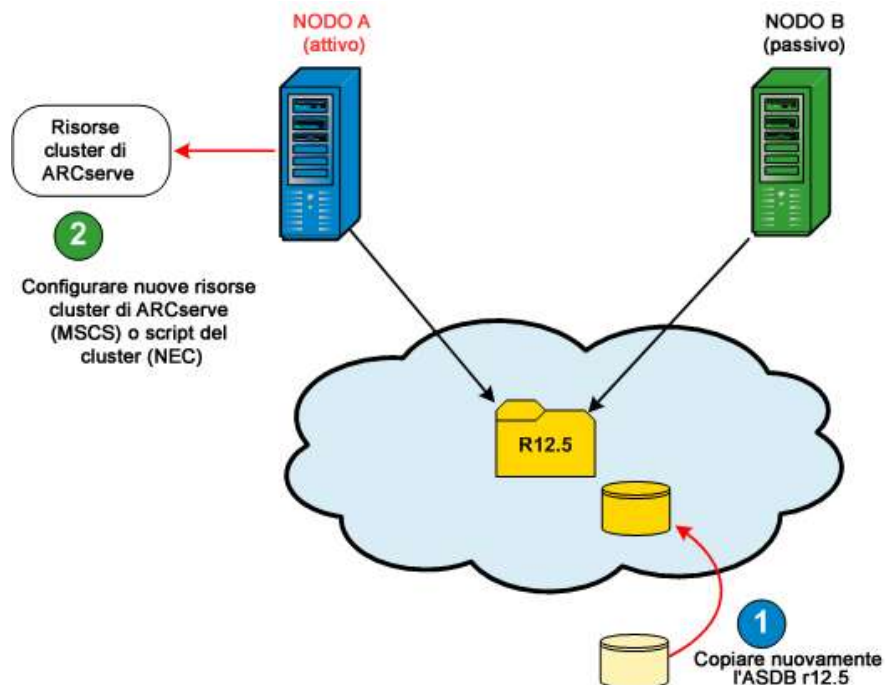 NODO A
(attivo)
NODO B
(passivo)
Risorse
cluster di
ARCserve
2
Configurare nuove risorse
cluster di ARCserve
(MSCS) o script del
cluster (NEC)
R12.5
1
Copiare nuovamente
l'ASDB r12.5